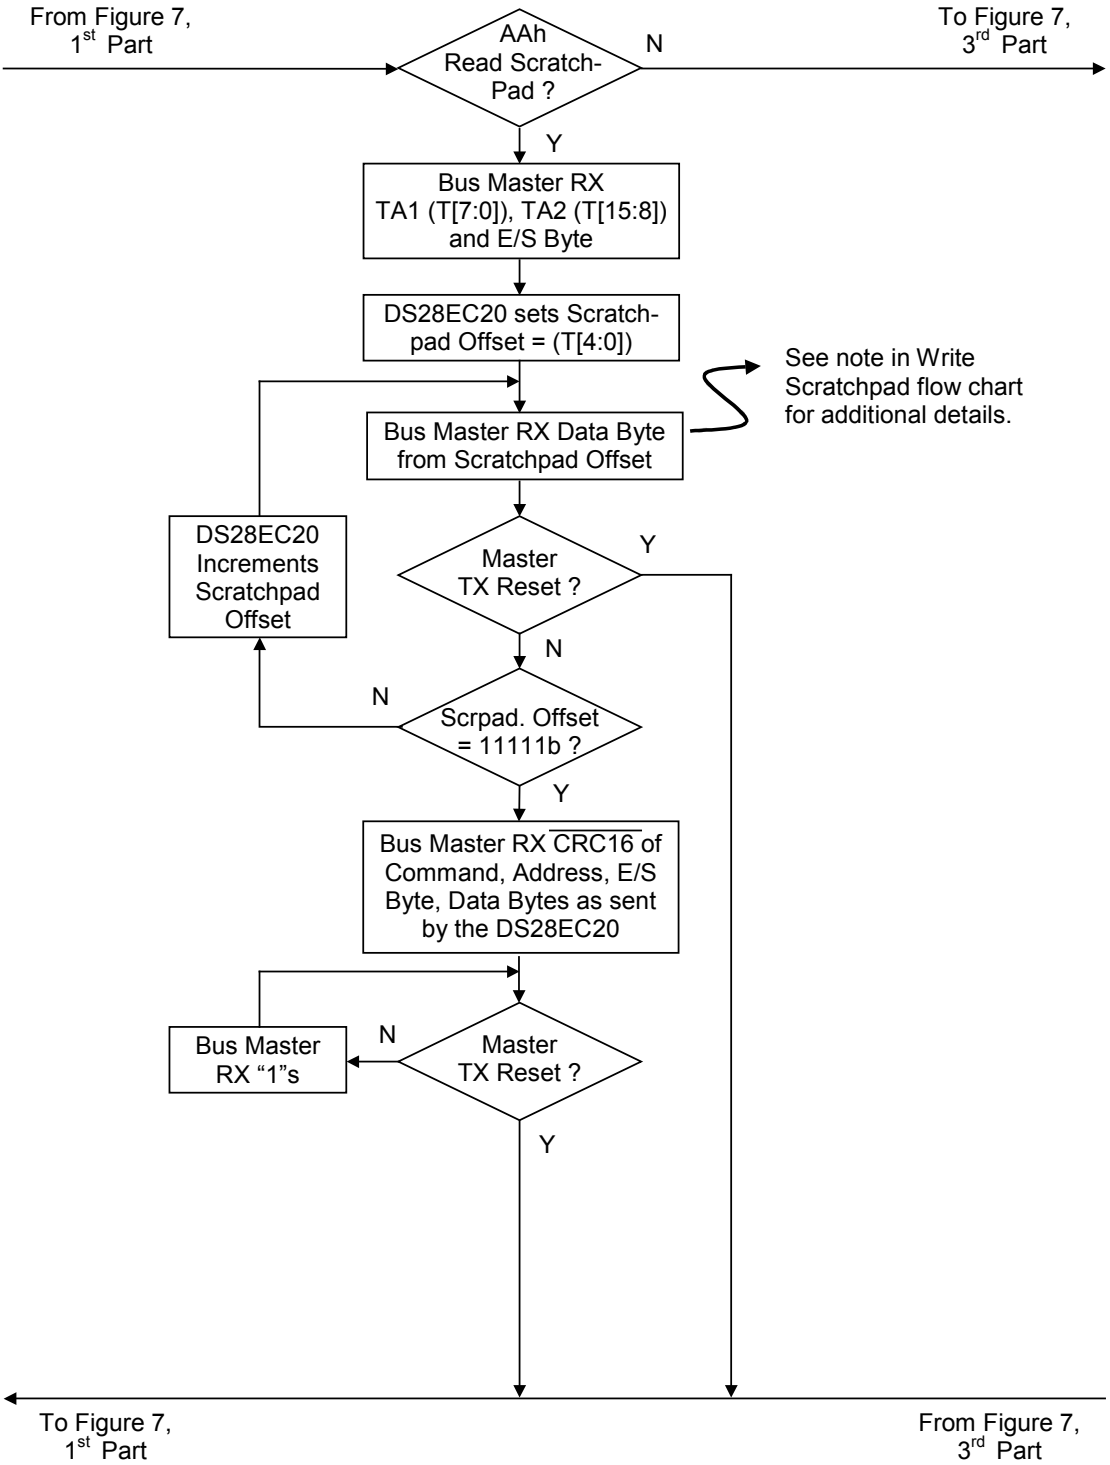 From Figure 7,
1st Part
To Figure 7,
3rd Part
AAh
Read Scratch-
Pad ?
N
Y
Bus Master RX
TA1 (T[7:0]), TA2 (T[15:8])
and E/S Byte
DS28EC20 sets Scratch-
pad Offset = (T[4:0])
See note in Write
Scratchpad flow chart
for additional details.
Bus Master RX Data Byte
from Scratchpad Offset
DS28EC20
Increments
Scratchpad
Offset
Master
TX Reset ?
Y
N
N
Scrpad. Offset
= 11111b ?
Y
Bus Master RX CRC16 of
Command, Address, E/S
Byte, Data Bytes as sent
by the DS28EC20
Bus Master
RX “1”s
N
Master
TX Reset ?
Y
To Figure 7,
1st Part
From Figure 7,
3rd Part